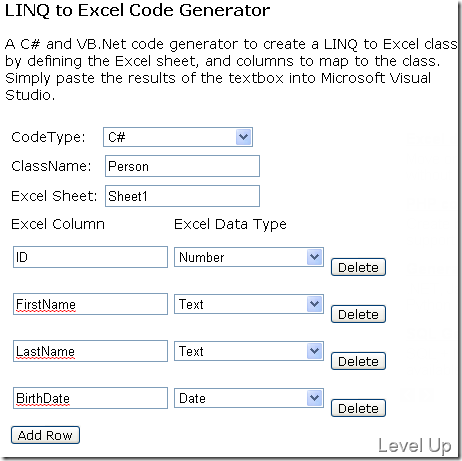 LINQ to Excel Code Generator
A C# and VB.Net code generator to create a LINQ to Excel class
by defining the Excel sheet, and columns to map to the class.
Simply paste the results of the textbox into Microsoft Visual
Studio.
CodeType: C#
ClassName: Person
Excel Sheet: Sheet1
Excel Column Excel Data Type
ID Number Delete
FirstName Text Delete
LastName Text Delete
BirthDate Date Delete
Add Row
Level Up